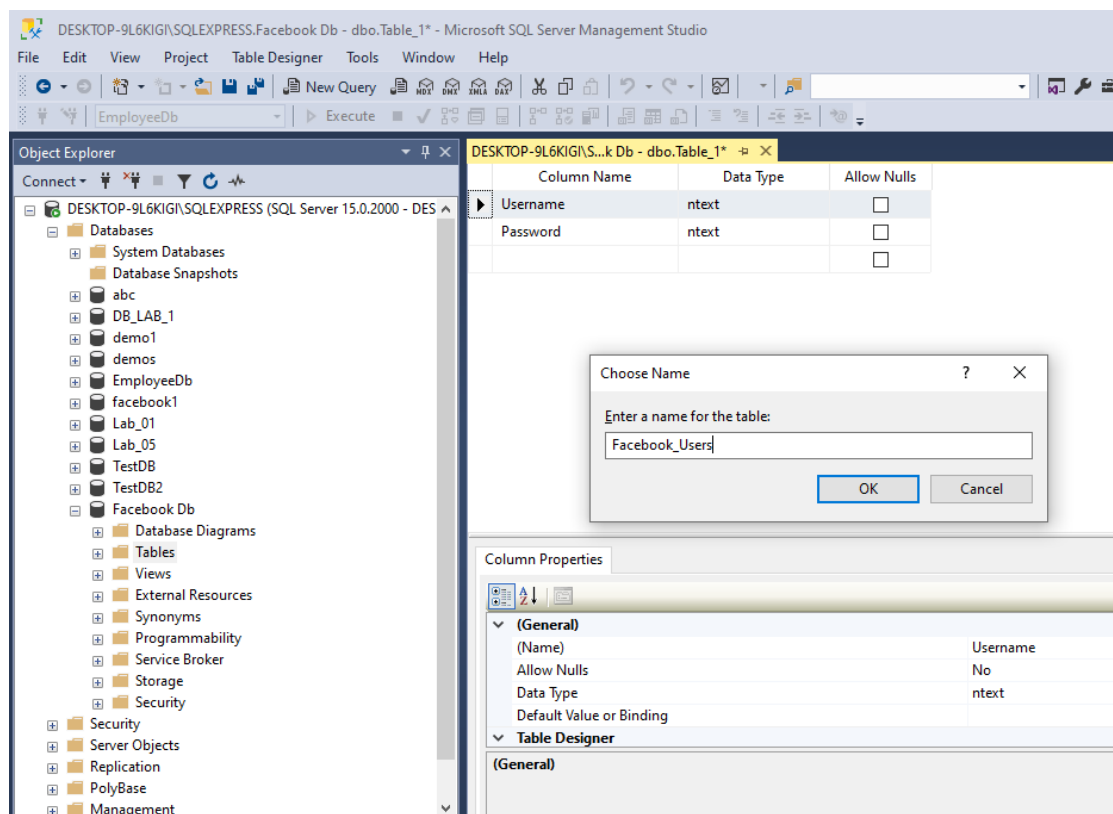 DESKTOP-9L6KIGI\SQLEXPRESS.Facebook Db - dbo.Table_1* - Microsoft SQL Server Management Studio
File Edit View Project Table Designer Tools Window Help
New Query MDX DMX XMLA DAX
EmployeeDb Execute
Object Explorer
Connect
DESKTOP-9L6KIGI\SQLEXPRESS (SQL Server 15.0.2000 - DES
Databases
System Databases
Database Snapshots
abc
DB_LAB_1
demo1
demos
EmployeeDb
facebook1
Lab_01
Lab_05
TestDB
TestDB2
Facebook Db
Database Diagrams
Tables
Views
External Resources
Synonyms
Programmability
Service Broker
Storage
Security
Security
Server Objects
Replication
PolyBase
Management
DESKTOP-9L6KIGI\S...k Db - dbo.Table_1*
Column Name Data Type Allow Nulls
Username ntext
Password ntext
Choose Name ?
Enter a name for the table:
Facebook_Users
OK Cancel
Column Properties
(General)
(Name) Username
Allow Nulls No
Data Type ntext
Default Value or Binding
Table Designer
(General)